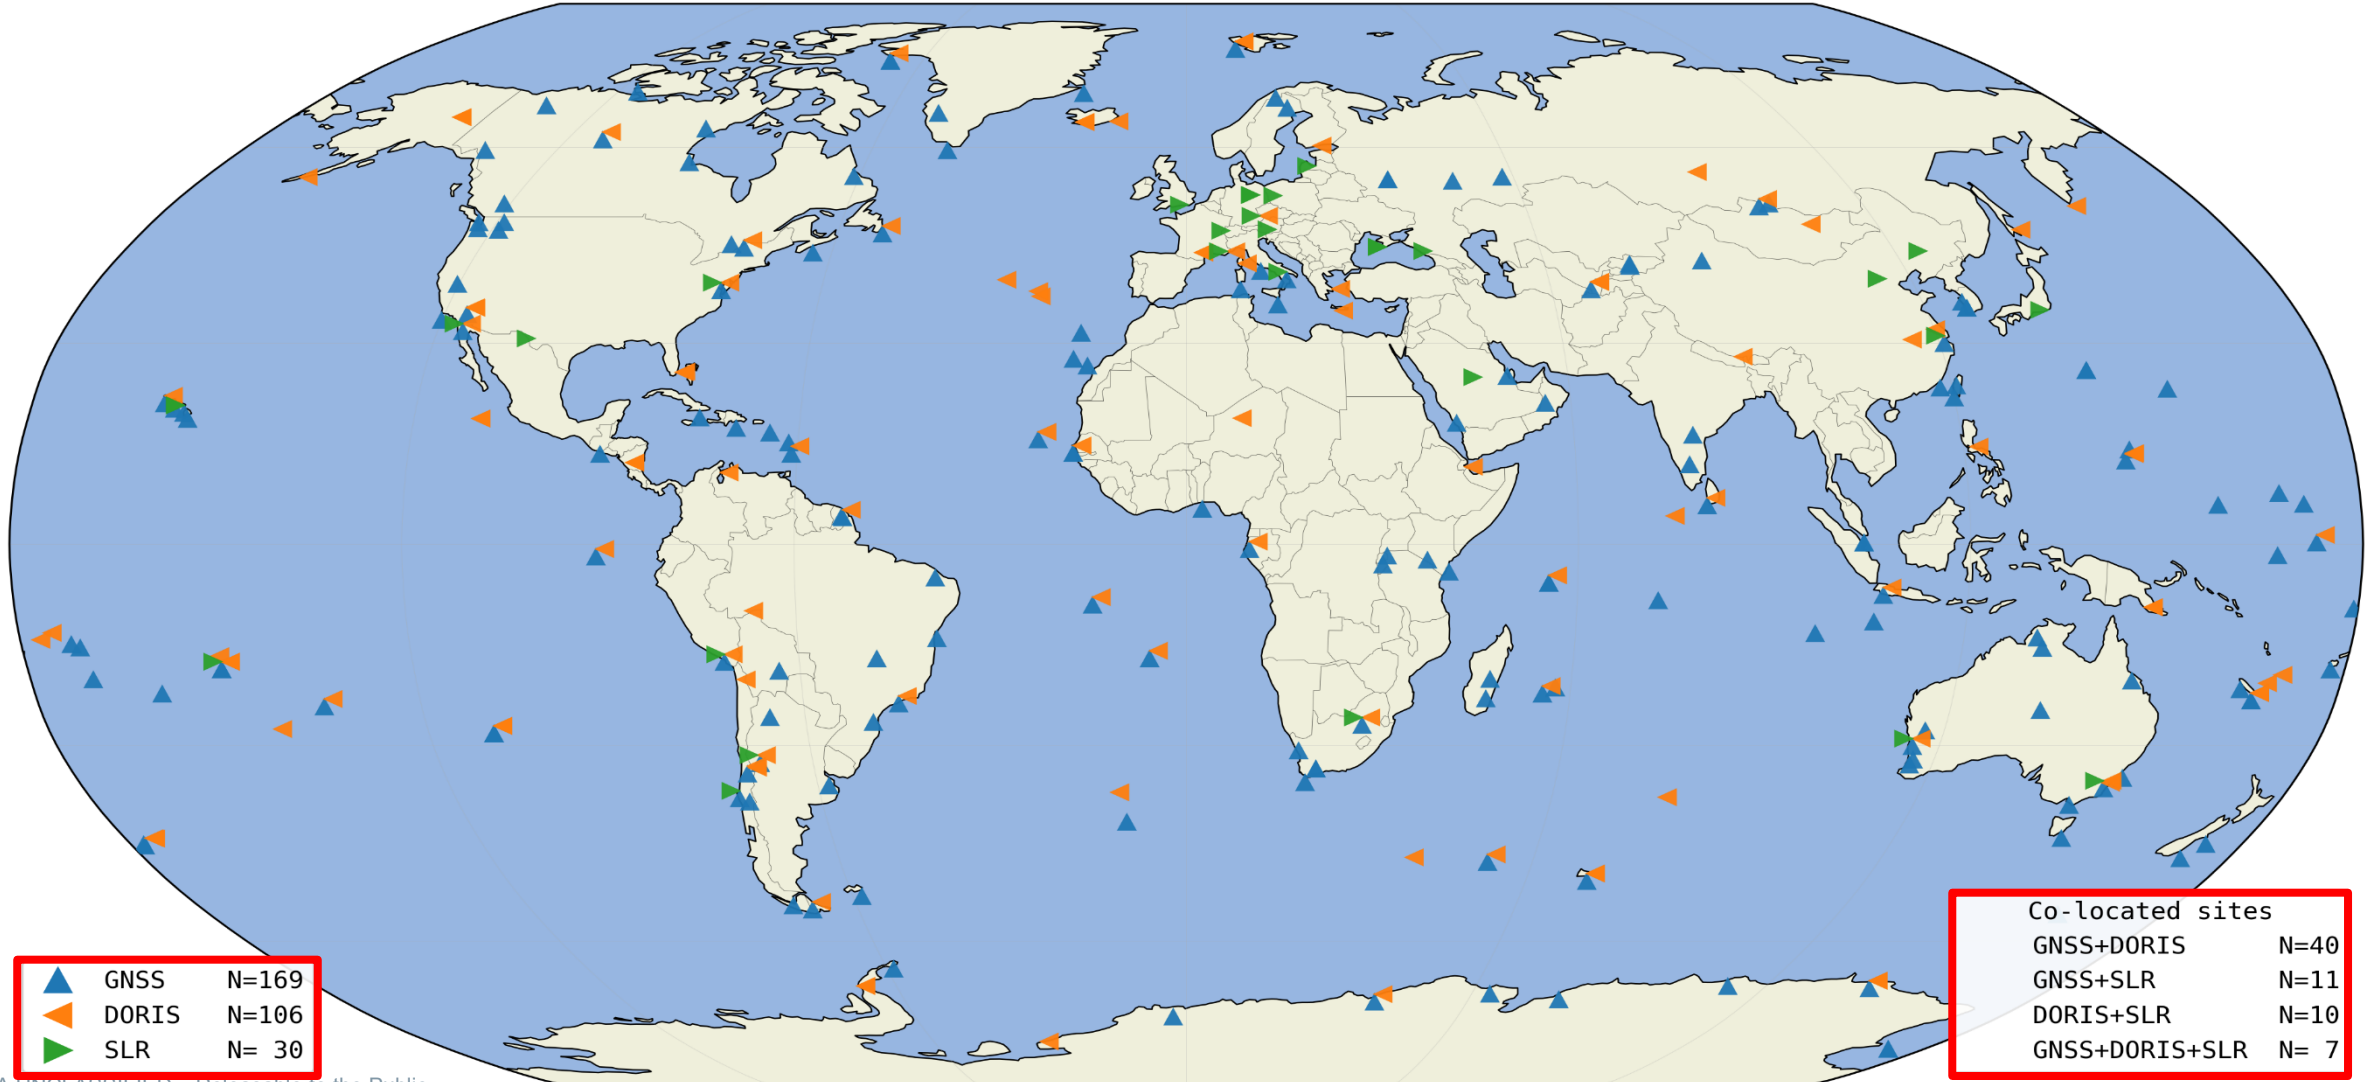 GNSS N=169
DORIS N=106
SLR N= 30
Co-located sites
GNSS+DORIS N=40
GNSS+SLR N=11
DORIS+SLR N=10
GNSS+DORIS+SLR N= 7